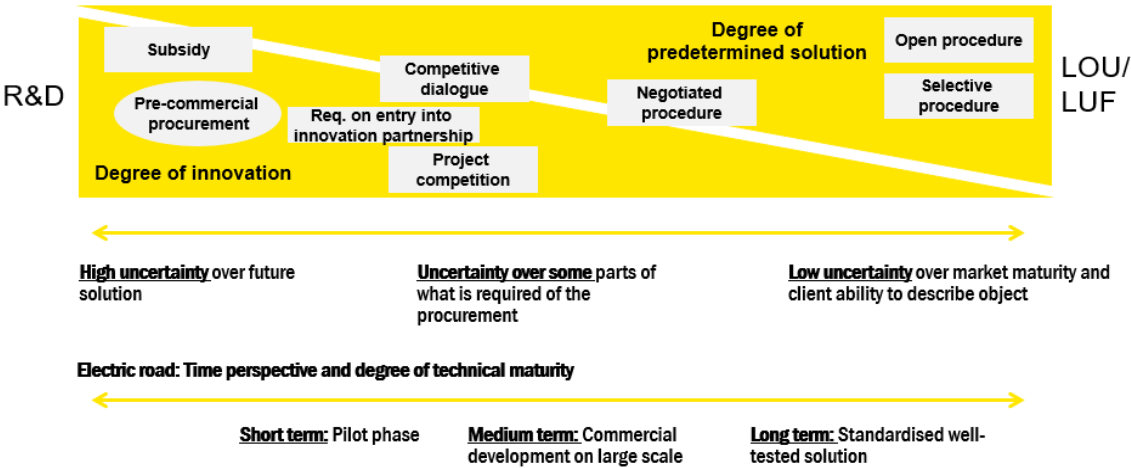 R&D
Subsidy
Pre-commercial
procurement
Degree of innovation
Competitive
dialogue
Req. on entry into
innovation partnership
Project
competition
Negotiated
procedure
Degree of
predetermined solution
Open procedure
Selective
procedure
LOU/
LUF
High uncertainty over future
solution
Uncertainty over some parts of
what is required of the
procurement
Low uncertainty over market maturity and
client ability to describe object
Electric road: Time perspective and degree of technical maturity
Short term: Pilot phase
Medium term: Commercial
development on large scale
Long term: Standardised well-
tested solution